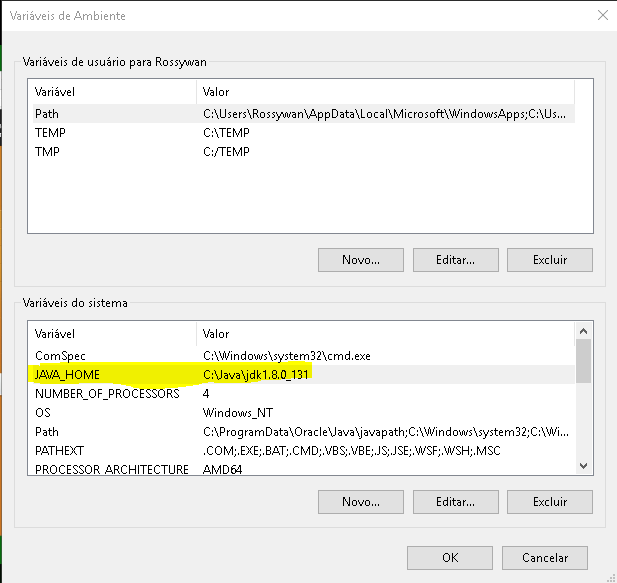 Variáveis de Ambiente
Variáveis de usuário para Rossywan
Variável Valor
Path C:\Users\Rossywan\AppData\Local\Microsoft\WindowsApps;C:\Us...
TEMP C:\TEMP
TMP C:/TEMP
Novo... Editar... Excluir
Variáveis do sistema
Variável Valor
ComSpec C:\Windows\system32\cmd.exe
JAVA_HOME C:\Java\jdk1.8.0_131
NUMBER_OF_PROCESSORS 4
OS Windows_NT
Path C:\ProgramData\Oracle\Java\javapath;C:\Windows\system32;C:\Wi...
PATHEXT .COM;.EXE;.BAT;.CMD;.VBS;.VBE;.JS;.JSE;.WSF;.WSH;.MSC
PROCESSOR_ARCHITECTURE AMD64
Novo... Editar... Excluir
OK Cancelar